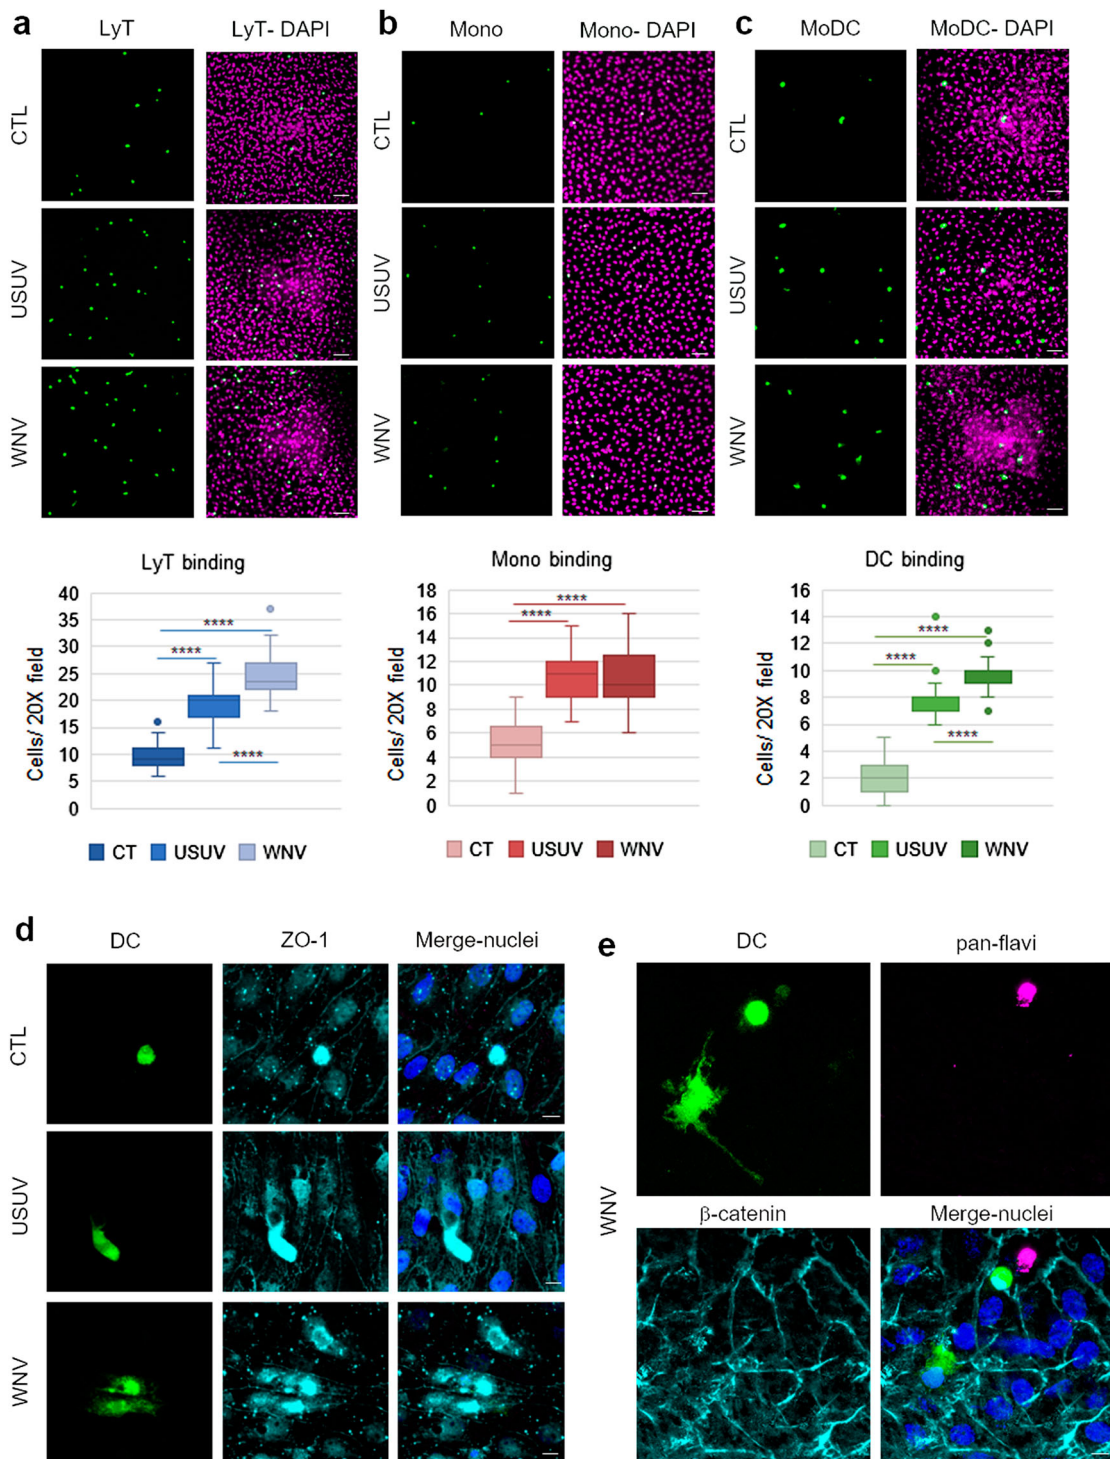 a
LyT
LyT- DAPI
CTL
USUV
WNV
LyT binding
Cells/ 20X field
40
35
30
25
20
15
10
5
0
****
****
****
CT USUV WNV
b
Mono
Mono- DAPI
CTL
USUV
WNV
Mono binding
Cells/ 20X field
18
16
14
12
10
8
6
4
2
0
****
****
CT USUV WNV
c
MoDC
MoDC- DAPI
CTL
USUV
WNV
DC binding
Cells/ 20X field
16
14
12
10
8
6
4
2
0
****
****
****
CT USUV WNV
d
DC
ZO-1
Merge-nuclei
CTL
USUV
WNV
e
DC
pan-flavi
WNV
β-catenin
Merge-nuclei